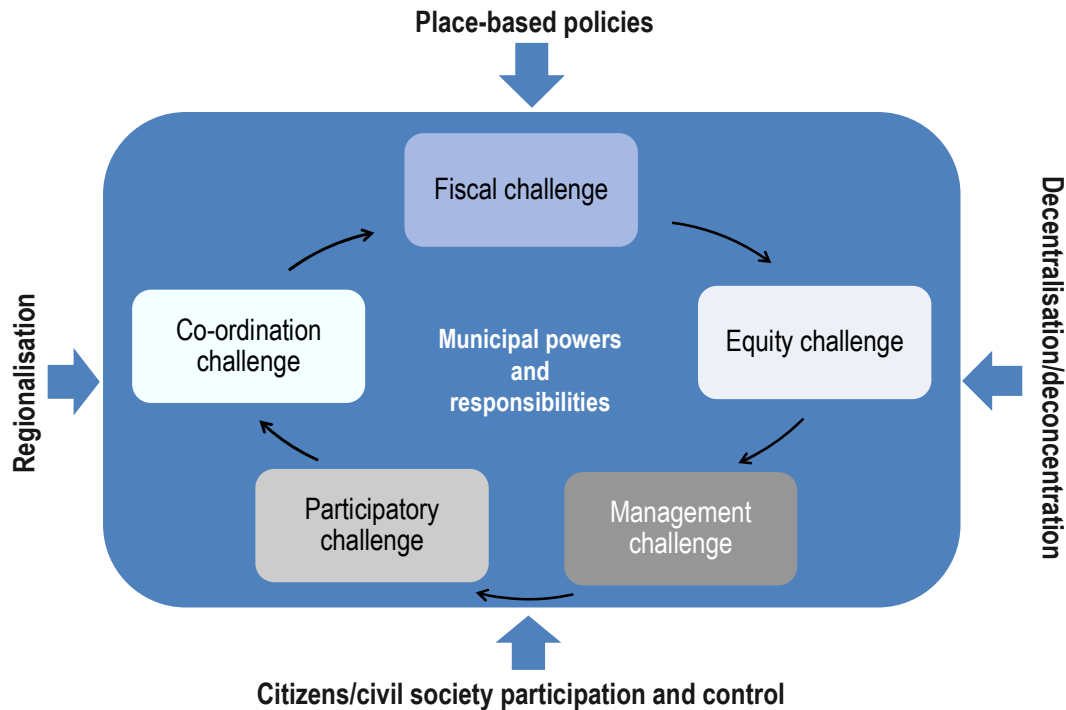 Place-based policies
Fiscal challenge
Decentralisation/deconcentration
Regionalisation
Co-ordination
challenge
Municipal powers
and
responsibilities
Equity challenge
Participatory
challenge
Management
challenge
Citizens/civil society participation and control